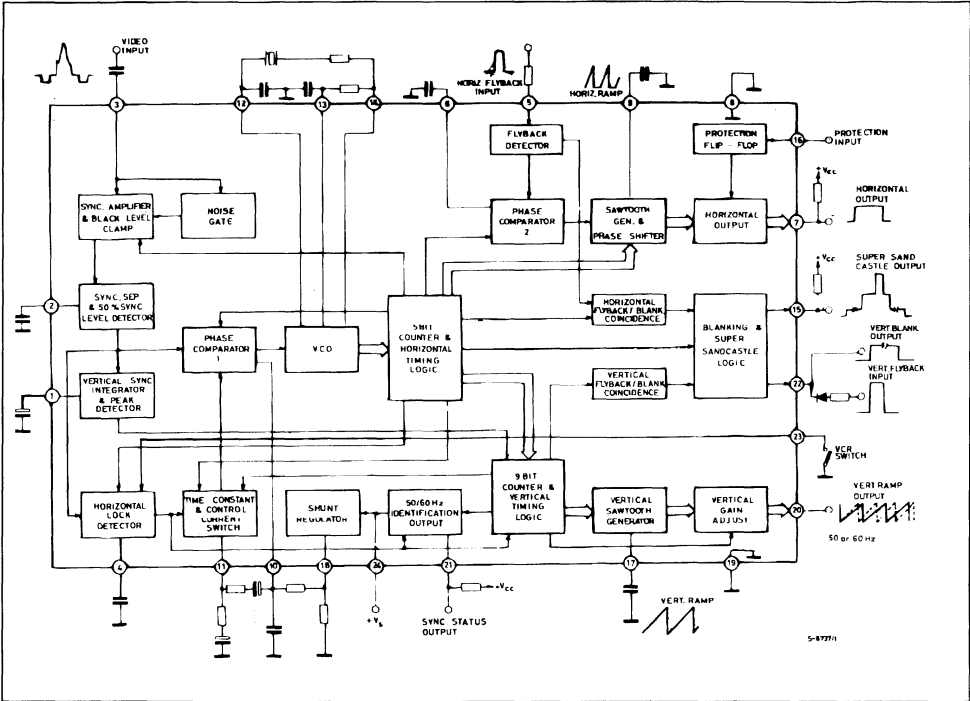 VIDEO
INPUT
3
12
13
14
6
HORIZ FLYBACK
INPUT
5
HORIZ. RAMP
8
FLYBACK
DETECTOR
PROTECTION
FLIP - FLOP
16
PROTECTION
INPUT
+Vcc
SYNC. AMPLIFIER
& BLACK LEVEL
CLAMP
NOISE
GATE
PHASE
COMPARATOR
2
SAWTOOTH
GEN. &
PHASE SHIFTER
HORIZONTAL
OUTPUT
7
HORIZONTAL
OUTPUT
+Vcc
SUPER SAND
CASTLE OUTPUT
2
SYNC. SEP
& 50 % SYNC
LEVEL DETECTOR
PHASE
COMPARATOR
1
VCO
5 BIT
COUNTER &
HORIZONTAL
TIMING
LOGIC
HORIZONTAL
FLYBACK / BLANK
COINCIDENCE
BLANKING &
SUPER
SANDCASTLE
LOGIC
15
VERT BLANK
OUTPUT
VERT. FLYBACK
INPUT
1
VERTICAL SYNC
INTEGRATOR
& PEAK
DETECTOR
VERTICAL
FLYBACK / BLANK
COINCIDENCE
22
23
VCR
SWITCH
HORIZONTAL
LOCK
DETECTOR
TIME CONSTANT
& CONTROL
CURRENT
SWITCH
SHUNT
REGULATOR
50/60 Hz
IDENTIFICATION
OUTPUT
9 BIT
COUNTER &
VERTICAL
TIMING
LOGIC
VERTICAL
SAWTOOTH
GENERATOR
VERTICAL
GAIN
ADJUST
20
VERT RAMP
OUTPUT
50 or 60 Hz
4
11
10
18
24
21
17
19
+Vcc
+Vs
SYNC STATUS
OUTPUT
VERT. RAMP
S-8737/1